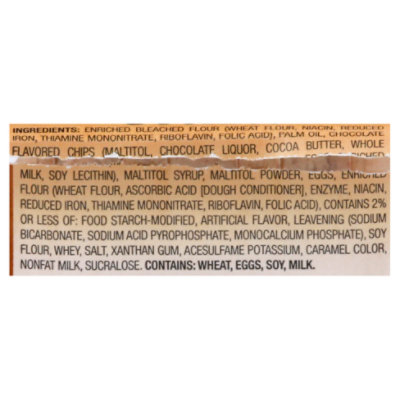 INGREDIENTS: ENRICHED BLEACHED FLOUR (WHEAT FLOUR, NIACIN, REDUCED
IRON, THIAMINE MONONITRATE, RIBOFLAVIN, FOLIC ACID), PALM OIL, CHOCOLATE
FLAVORED CHIPS (MALTITOL, CHOCOLATE LIQUOR, COCOA BUTTER, WHOLE
MILK, SOY LECITHIN), MALTITOL SYRUP, MALTITOL POWDER, EGGS, ENRICHED
FLOUR (WHEAT FLOUR, ASCORBIC ACID [DOUGH CONDITIONER], ENZYME, NIACIN,
REDUCED IRON, THIAMINE MONONITRATE, RIBOFLAVIN, FOLIC ACID), CONTAINS 2%
OR LESS OF: FOOD STARCH-MODIFIED, ARTIFICIAL FLAVOR, LEAVENING (SODIUM
BICARBONATE, SODIUM ACID PYROPHOSPHATE, MONOCALCIUM PHOSPHATE), SOY
FLOUR, WHEY, SALT, XANTHAN GUM, ACESULFAME POTASSIUM, CARAMEL COLOR,
NONFAT MILK, SUCRALOSE. CONTAINS: WHEAT, EGGS, SOY, MILK.